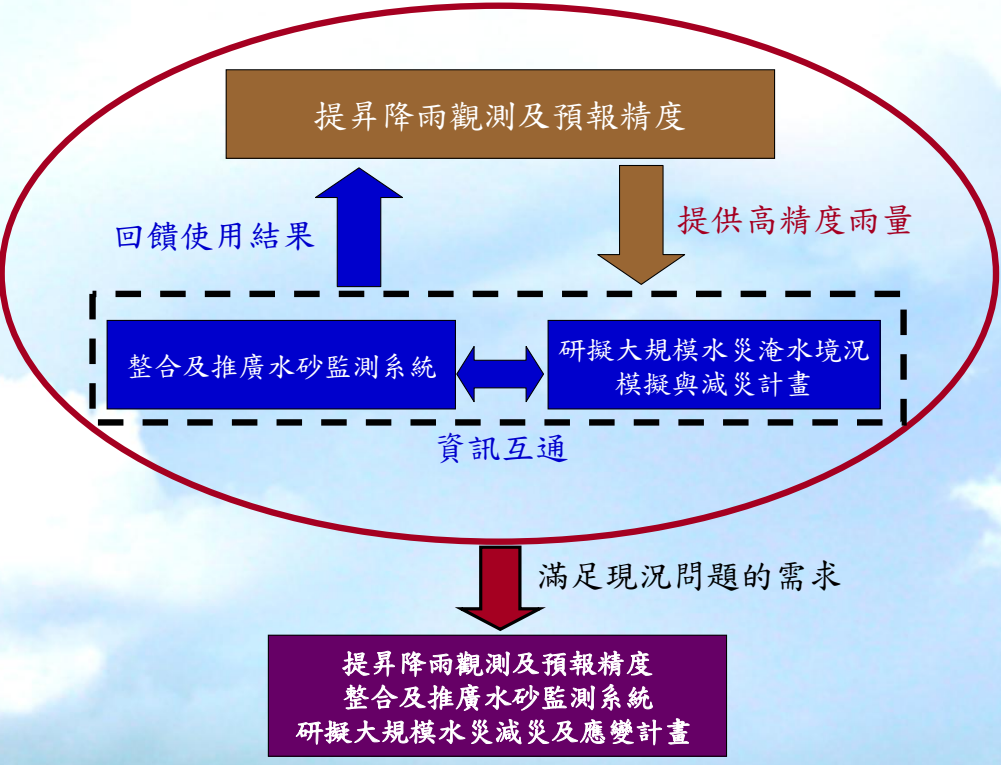 提昇降雨觀測及預報精度
回饋使用結果
提供高精度雨量
整合及推廣水砂監測系統
研擬大規模水災淹水境況
模擬與減災計畫
資訊互通
滿足現況問題的需求
提昇降雨觀測及預報精度
整合及推廣水砂監測系統
研擬大規模水災減災及應變計畫